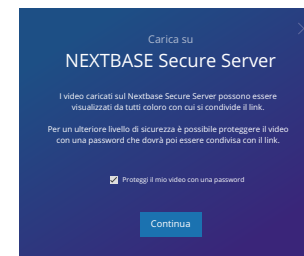 Carica su
NEXTBASE Secure Server
I video caricati sul Nextbase Secure Server possono essere
visualizzati da tutti coloro con cui si condivide il link.
Per un ulteriore livello di sicurezza è possibile proteggere il video
con una password che dovrà poi essere condivisa con il link.
Proteggi il mio video con una password
Continua